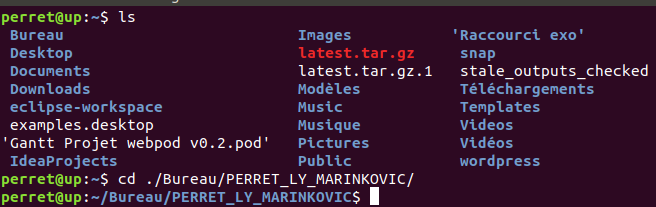 perret@up:~$ ls
Bureau Images 'Raccourci exo'
Desktop latest.tar.gz snap
Documents latest.tar.gz.1 stale_outputs_checked
Downloads Modèles Téléchargements
eclipse-workspace Music Templates
examples.desktop Musique Videos
'Gantt Projet webpod v0.2.pod' Pictures Vidéos
IdeaProjects Public wordpress
perret@up:~$ cd ./Bureau/PERRET_LY_MARINKOVIC/
perret@up:~/Bureau/PERRET_LY_MARINKOVIC$